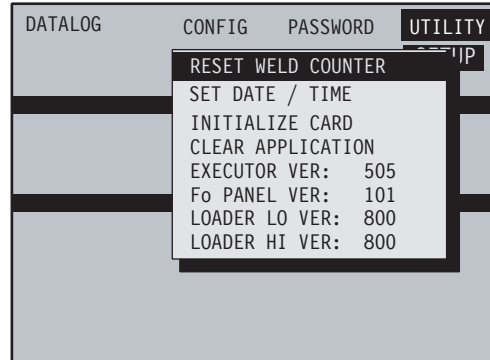 DATALOG CONFIG PASSWORD UTILITY
RESET WELD COUNTER
SET DATE / TIME
INITIALIZE CARD
CLEAR APPLICATION
EXECUTOR VER: 505
Fo PANEL VER: 101
LOADER LO VER: 800
LOADER HI VER: 800